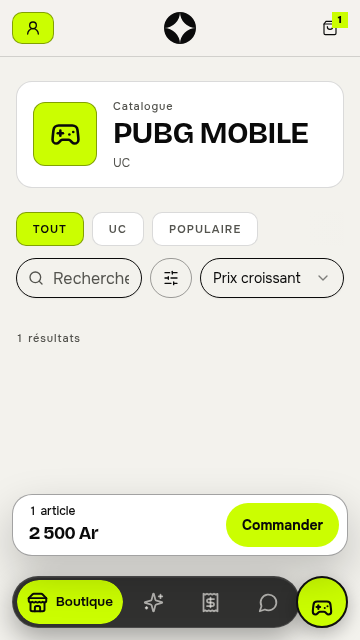 1
Catalogue
PUBG MOBILE
UC
TOUT
UC
POPULAIRE
Recherche
Prix croissant
1 résultats
1 article
2 500 Ar
Commander
Boutique